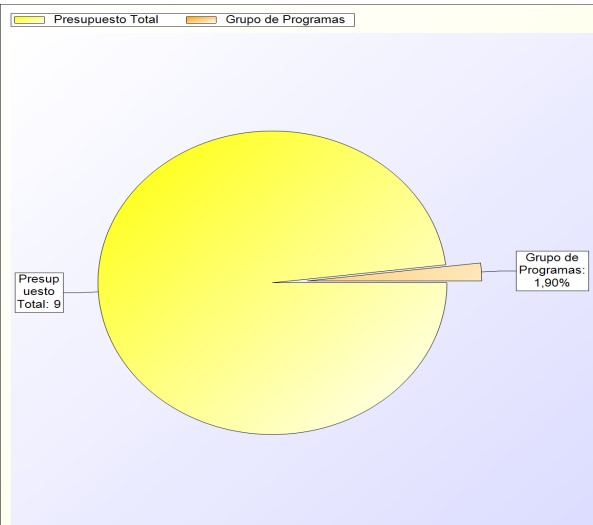 Presupuesto Total
Grupo de Programas
Presup
uesto
Total: 9
Grupo de
Programas:
1,90%